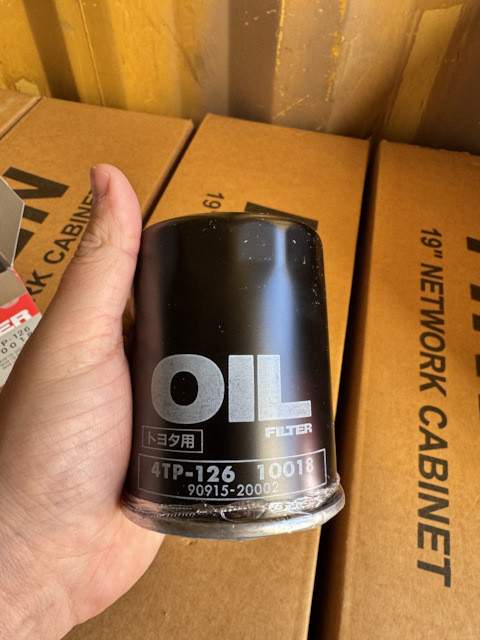 OIL
FILTER
トヨタ用
4TP-126 10018
90915-20002
19" NETWORK CABINET
NETWORK CABINET
19